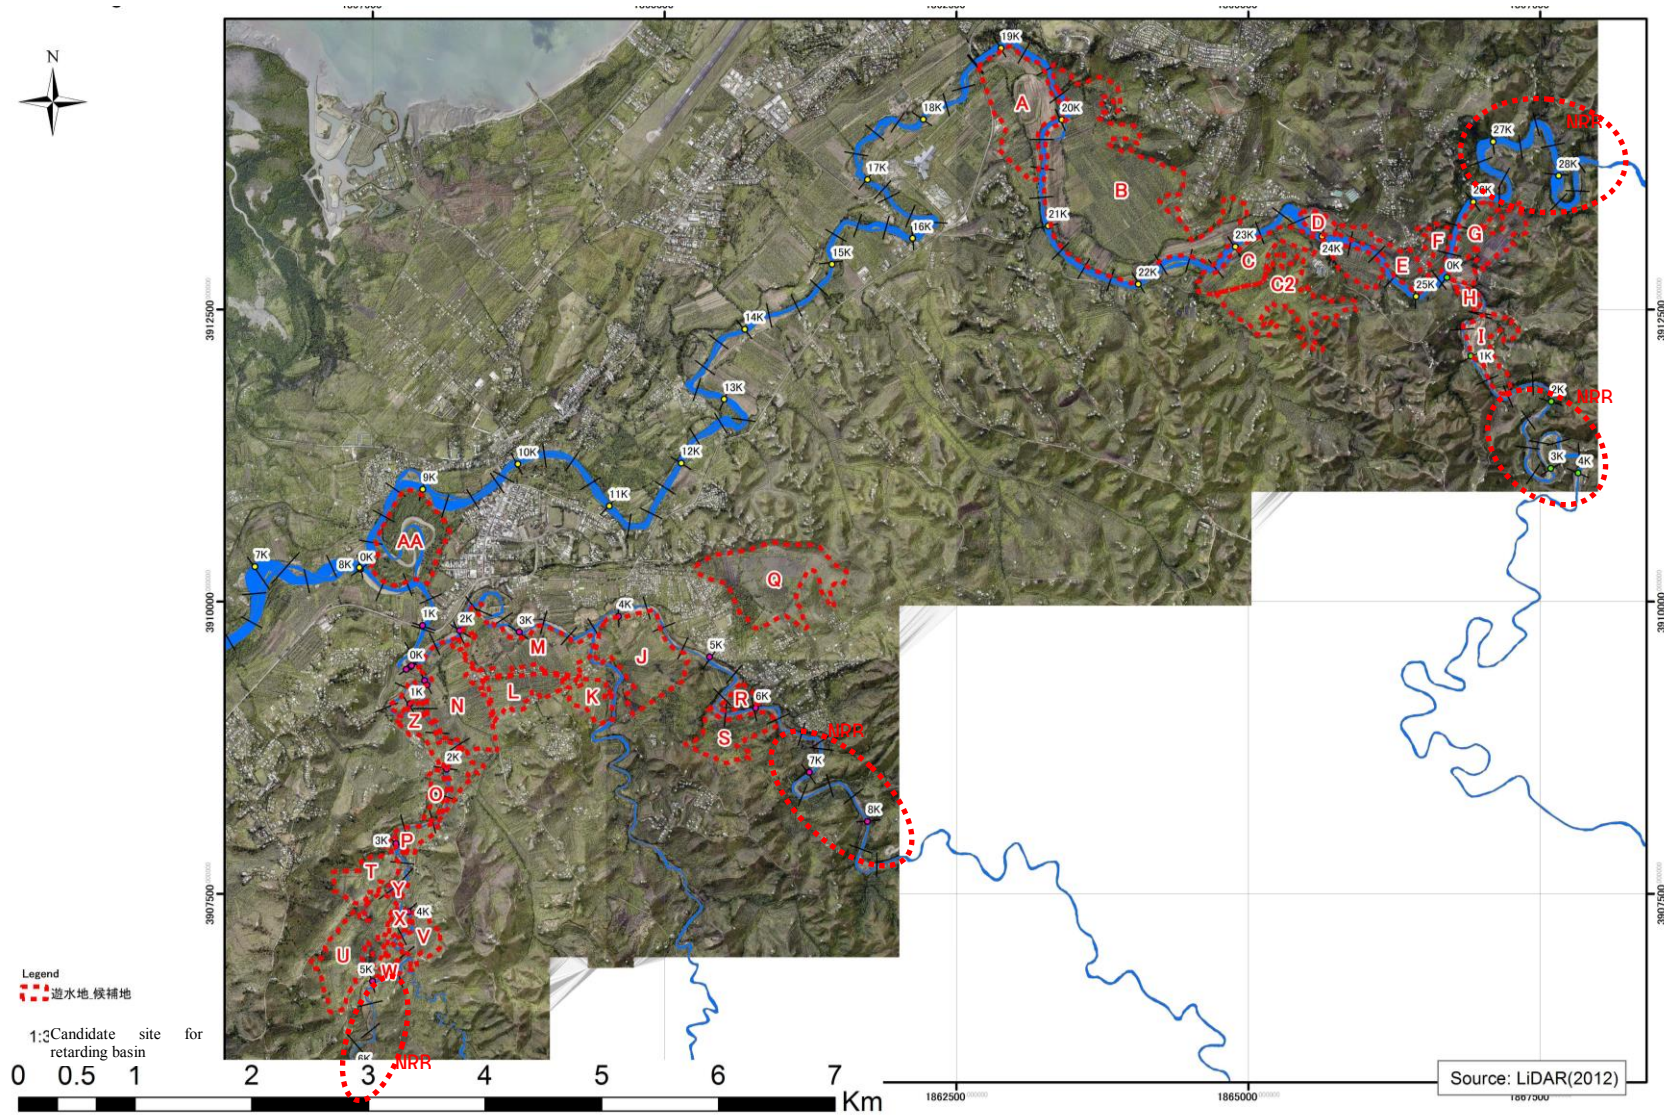 N
19K
18K
A
20K
27K
NRR
28K
17K
B
26K
21K
16K
23K
D
24K
F
G
15K
C
E
0K
22K
C2
25K
H
3912500
3912500
14K
I
1K
13K
2K
NRR
12K
3K
4K
10K
9K
11K
AA
7K
8K
0K
Q
3910000
3910000
1K
2K
3K
4K
M
J
5K
0K
1K
L
K
R
6K
Z
N
S
NRR
2K
7K
O
8K
3K
P
T
Y
3907500
3907500
X
4K
V
U
5K
W
Legend
遊水地_候補地
Candidate site for
retarding basin
6K
NRR
0 0.5 1 2 3 4 5 6 7
Km
Source: LiDAR(2012)
1862500
1865000
1867500